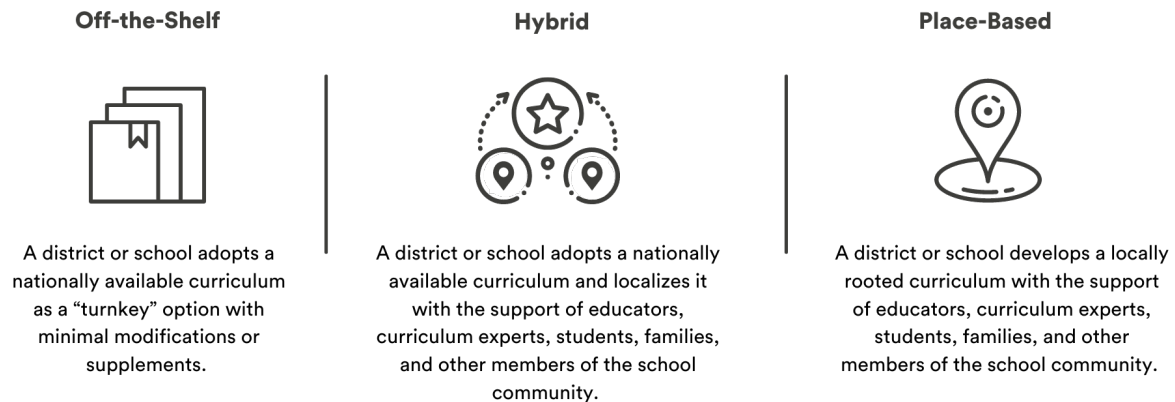 Off-the-Shelf
A district or school adopts a
nationally available curriculum
as a “turnkey” option with
minimal modifications or
supplements.
Hybrid
A district or school adopts a nationally
available curriculum and localizes it
with the support of educators,
curriculum experts, students, families,
and other members of the school
community.
Place-Based
A district or school develops a locally
rooted curriculum with the support
of educators, curriculum experts,
students, families, and other
members of the school community.